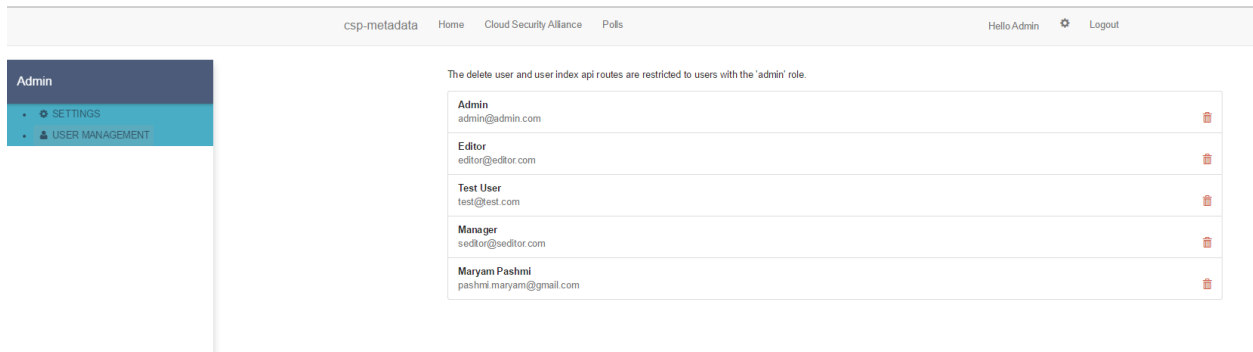 csp-metadata Home Cloud Security Alliance Polls Hello Admin Logout
Admin
SETTINGS
USER MANAGEMENT
The delete user and user index api routes are restricted to users with the 'admin' role.
Admin
admin@admin.com
Editor
editor@editor.com
Test User
test@test.com
Manager
seditor@seditor.com
Maryam Pashmi
pashmi.maryam@gmail.com